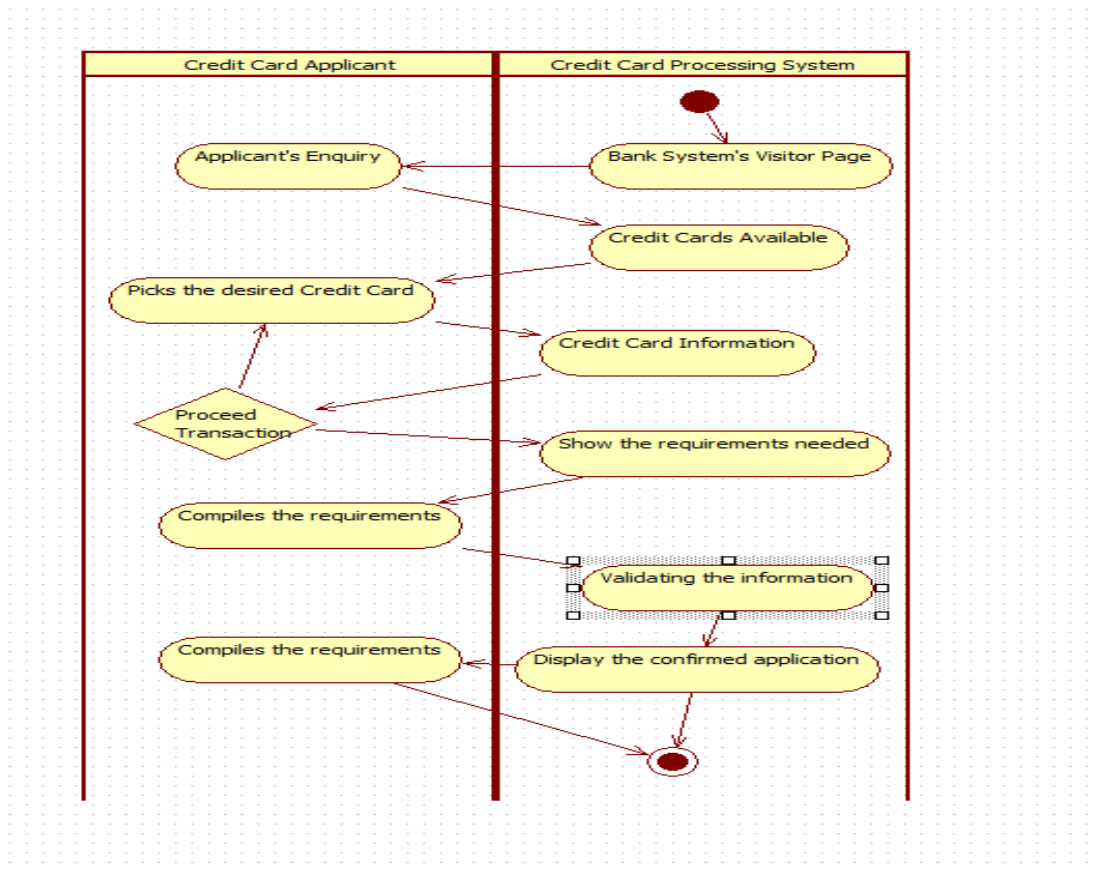 Credit Card Applicant
Credit Card Processing System
Applicant's Enquiry
Bank System's Visitor Page
Credit Cards Available
Picks the desired Credit Card
Credit Card Information
Proceed
Transaction
Show the requirements needed
Compiles the requirements
Validating the information
Compiles the requirements
Display the confirmed application